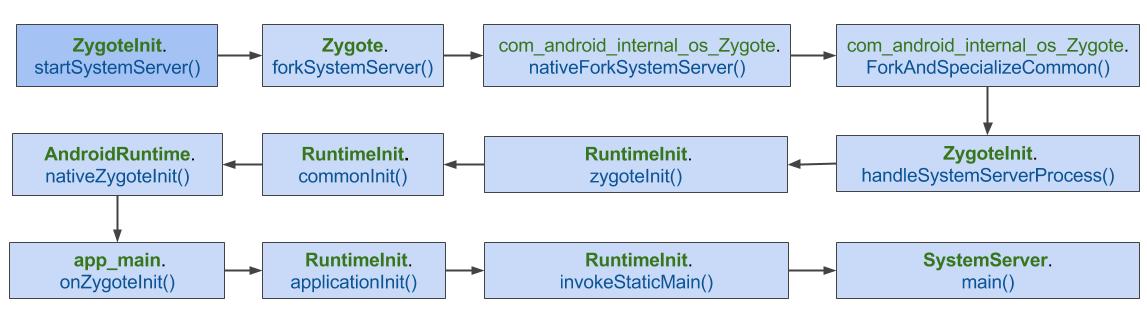 ZygoteInit.
startSystemServer()
Zygote.
forkSystemServer()
com_android_internal_os_Zygote.
nativeForkSystemServer()
com_android_internal_os_Zygote.
ForkAndSpecializeCommon()
ZygoteInit.
handleSystemServerProcess()
RuntimeInit.
zygoteInit()
RuntimeInit.
commonInit()
AndroidRuntime.
nativeZygoteInit()
app_main.
onZygoteInit()
RuntimeInit.
applicationInit()
RuntimeInit.
invokeStaticMain()
SystemServer.
main()